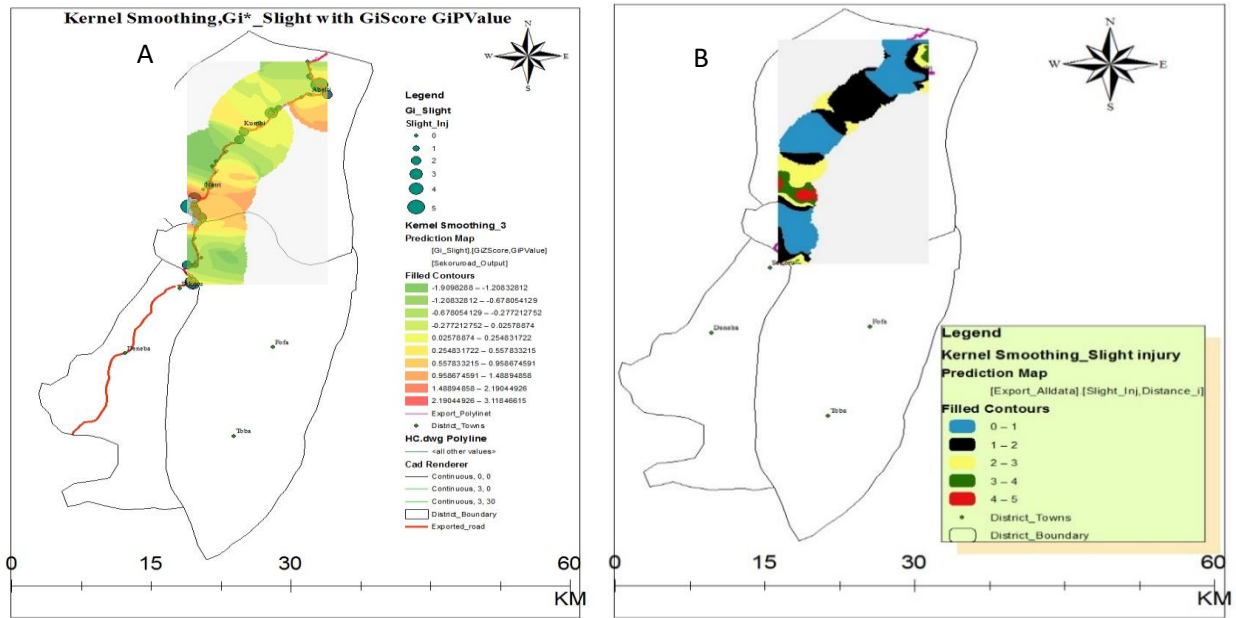 Kernel Smoothing,Gi*_Slight with GiScore GiPValue
A
N
W
E
S
Kumbi
Deneba
Fofa
Toba
Legend
Gi_Slight
Slight_Inj
0
1
2
3
4
5
Kernel Smoothing_3
Prediction Map
[Gi_Slight].[GiZScore,GiPValue]
[Sekoruroad_Output]
Filled Contours
-1.9098288 – -1.20832812
-1.20832812 – -0.678054129
-0.678054129 – -0.277212752
-0.277212752 – 0.02578874
0.02578874 – 0.254831722
0.254831722 – 0.557833215
0.557833215 – 0.958674591
0.958674591 – 1.48894858
1.48894858 – 2.19044926
2.19044926 – 3.11846615
Export_Polylinet
District_Towns
HC.dwg Polyline
<all other values>
Cad Renderer
Continuous, 0, 0
Continuous, 3, 0
Continuous, 3, 30
District_Boundary
Exported_road
0 15 30 60
KM
B
N
W
E
S
Deneba
Fofa
Toba
Legend
Kernel Smoothing_Slight injury
Prediction Map
[Export_Alldata].[Slight_Inj,Distance_i]
Filled Contours
0 – 1
1 – 2
2 – 3
3 – 4
4 – 5
District_Towns
District_Boundary
0 15 30 60
KM